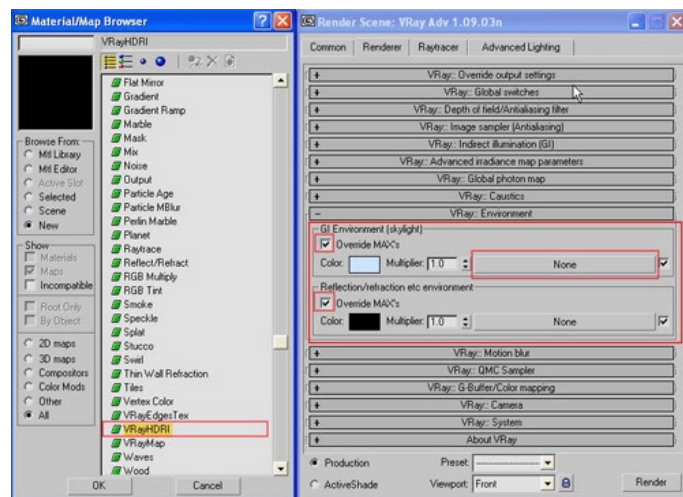 Material/Map Browser
VRayHDRI
Browse From:
Mtl Library
Mtl Editor
Active Slot
Selected
Scene
New
Show
Materials
Maps
Incompatible
Root Only
By Object
2D maps
3D maps
Compositors
Color Mods
Other
All
Flat Mirror
Gradient
Gradient Ramp
Marble
Mask
Mix
Noise
Output
Particle Age
Particle MBlur
Perlin Marble
Planet
Raytrace
Reflect/Refract
RGB Multiply
RGB Tint
Smoke
Speckle
Splat
Stucco
Swirl
Thin Wall Refraction
Tiles
Vertex Color
VRayEdgesTex
VRayHDRI
VRayMap
Waves
Wood
OK Cancel
Render Scene: VRay Adv 1.09.03n
Common Renderer Raytracer Advanced Lighting
+ VRay:: Override output settings
+ VRay:: Global switches
+ VRay:: Depth of field/Antialiasing filter
+ VRay:: Image sampler (Antialiasing)
+ VRay:: Indirect illumination (GI)
+ VRay:: Advanced irradiance map parameters
+ VRay:: Global photon map
+ VRay:: Caustics
- VRay:: Environment
GI Environment (skylight)
Override MAX's
Color: Multiplier: 1.0 None
Reflection/refraction etc environment
Override MAX's
Color: Multiplier: 1.0 None
+ VRay:: Motion blur
+ VRay:: QMC Sampler
+ VRay:: G-Buffer/Color mapping
+ VRay:: Camera
+ VRay:: System
+ About VRay
Production Preset: --------------------
ActiveShade Viewport: Front Render